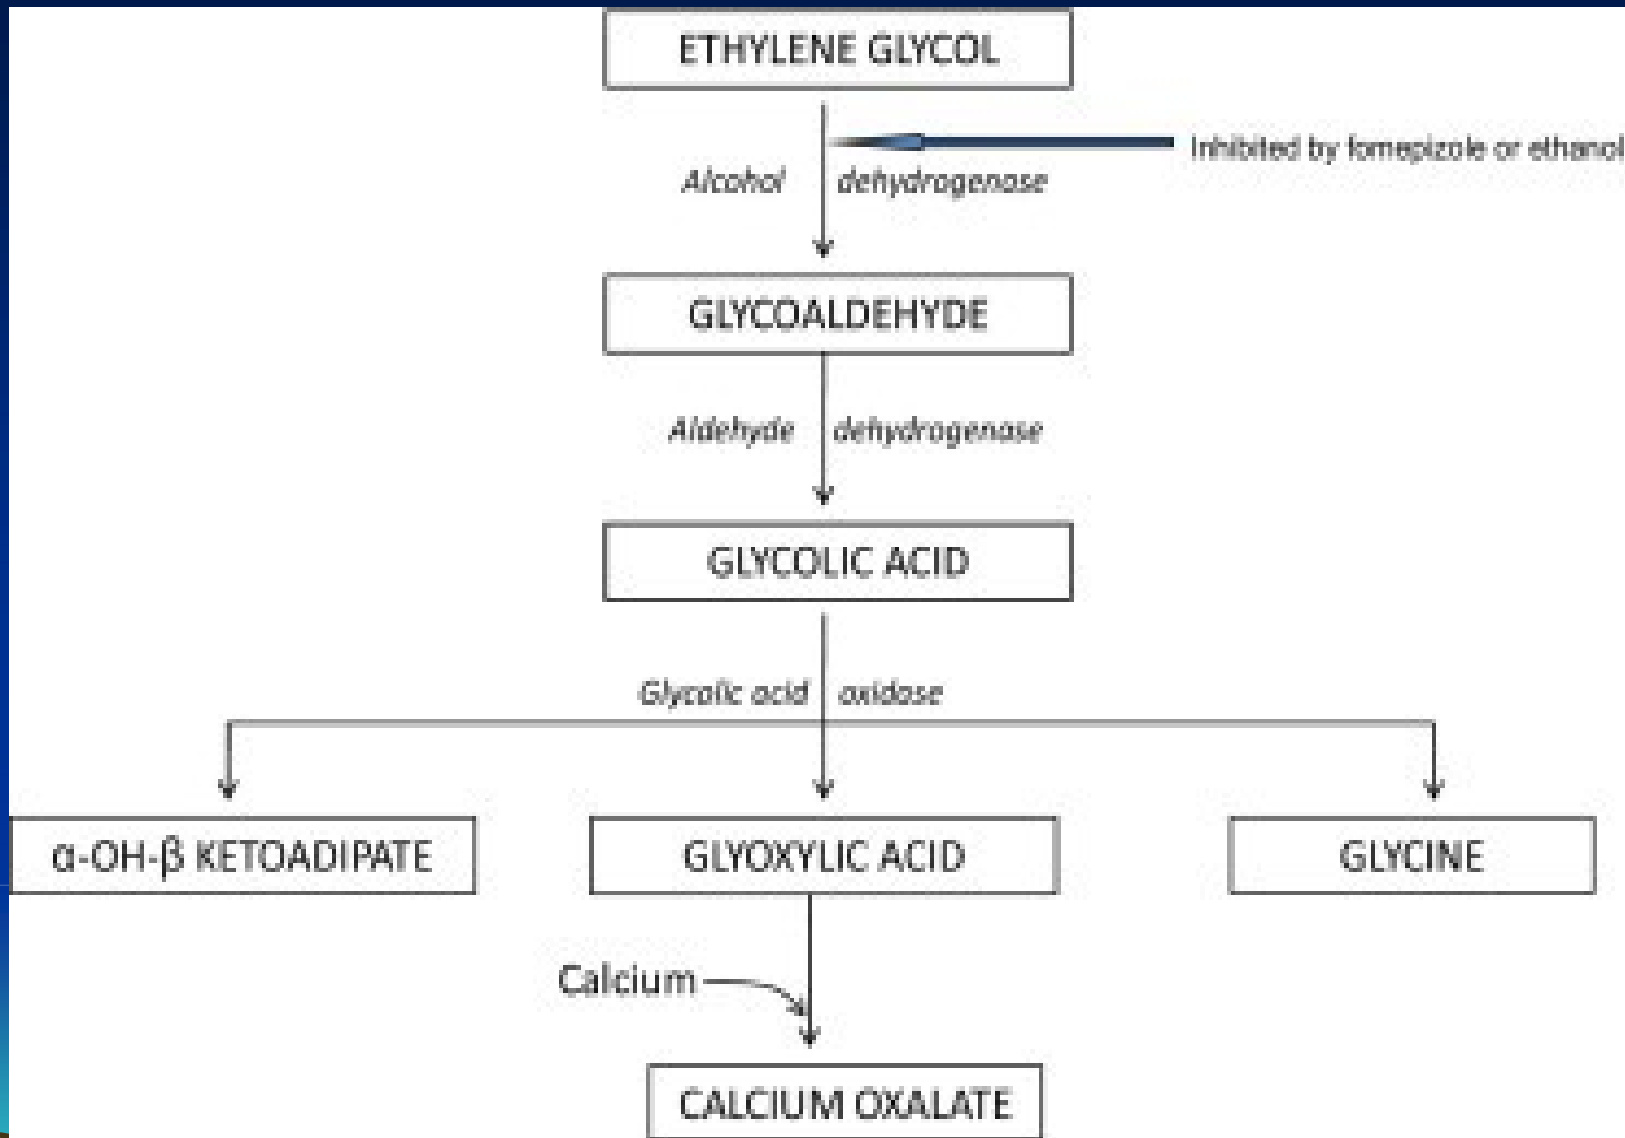 ETHYLENE GLYCOL
Inhibited by fomepizole or ethanol
Alcohol dehydrogenase
GLYCOALDEHYDE
Aldehyde dehydrogenase
GLYCOLIC ACID
Glycolic acid oxidase
α-OH-β KETOADIPATE GLYOXYLIC ACID GLYCINE
Calcium
CALCIUM OXALATE